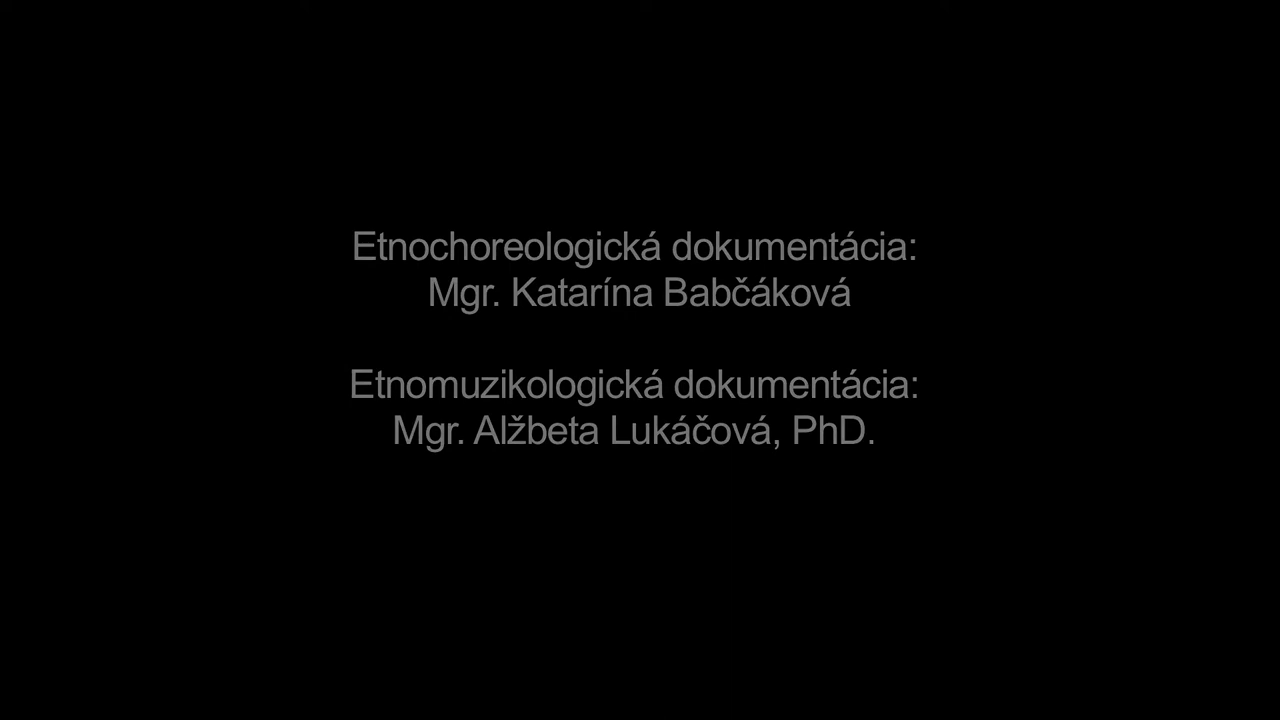 Etnochoreologická dokumentácia:
Mgr. Katarína Babčáková
Etnomuzikologická dokumentácia:
Mgr. Alžbeta Lukáčová, PhD.